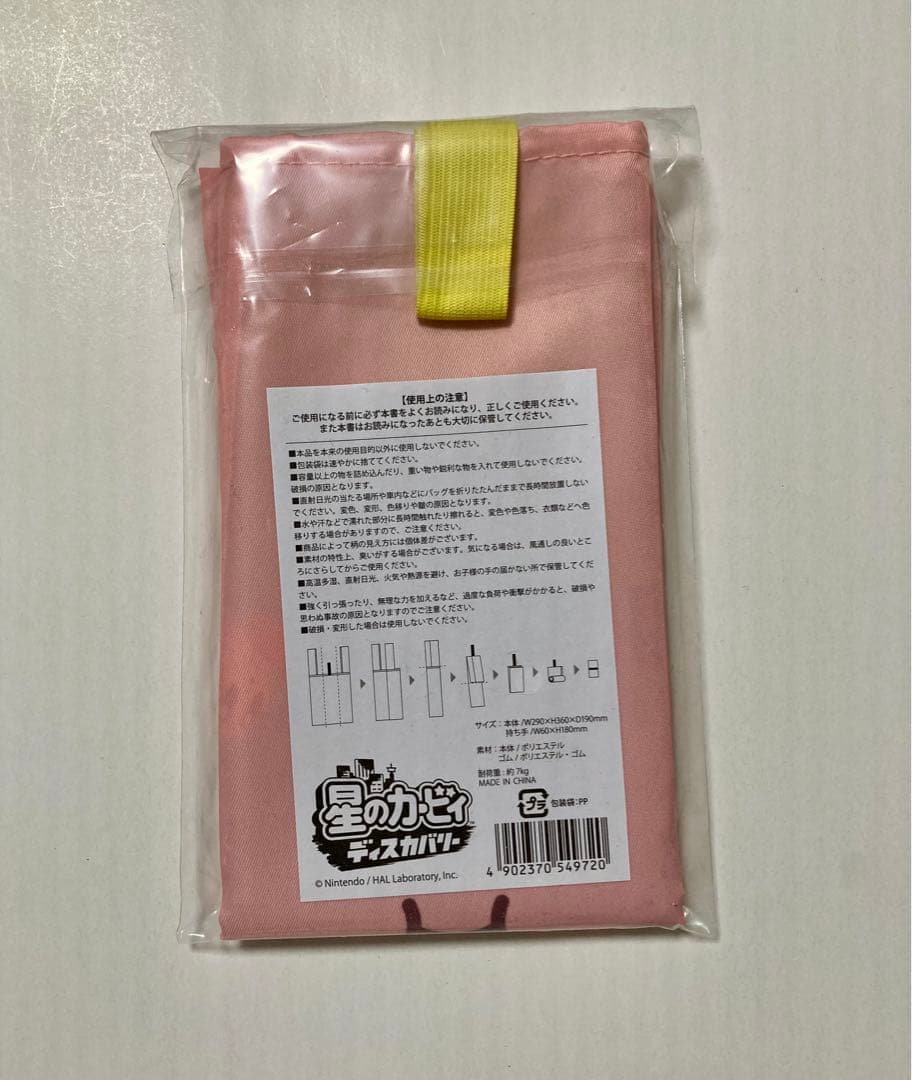 【使用上の注意】
ご使用になる前に必ず本書をよくお読みになり、正しくご使用ください。
また本書はお読みになったあとも大切に保管してください。
■本品を本来の使用目的以外に使用しないでください。
■包装袋は速やかに捨ててください。
■容量以上の物を詰め込んだり、重い物や鋭利な物を入れて使用しないでください。
破損の原因となります。
■直射日光の当たる場所や車内などにバッグを折りたたんだままで長時間放置しない
でください。変色、変形、色移りや皺の原因となります。
■水や汗などで濡れた部分に長時間触れたり擦れると、変色や色落ち、衣類などへ色
移りする場合がありますので、ご注意ください。
■商品によって柄の見え方には個体差がございます。
■素材の特性上、臭いがする場合がございます。気になる場合は、風通しの良いとこ
ろにさらしてからご使用ください。
■高温多湿、直射日光、火気や熱源を避け、お子様の手の届かない所で保管してくだ
さい。
■強く引っ張ったり、無理な力を加えるなど、過度な負荷や衝撃がかかると、破損や
思わぬ事故の原因となりますのでご注意ください。
■破損・変形した場合は使用しないでください。
サイズ：本体/W290×H360×D190mm
持ち手/W60×H180mm
素材：本体/ポリエステル
ゴム/ポリエステル・ゴム
耐荷重：約7kg
MADE IN CHINA
プラ 包装袋：PP
星のカービィ
ディスカバリー
© Nintendo / HAL Laboratory, Inc.
4 902370 549720